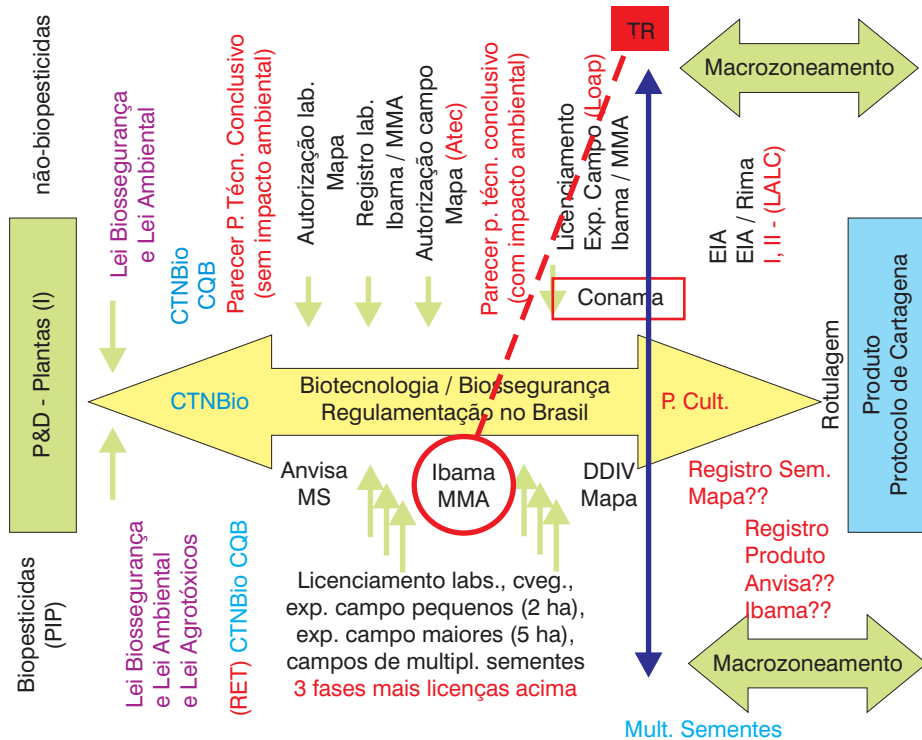 não-biopesticidas
Lei Biossegurança
e Lei Ambiental
CTNBio
CQB
Parecer P. Técn. Conclusivo
(sem impacto ambiental)
Autorização lab.
Mapa
Registro lab.
Ibama / MMA
Autorização campo
Mapa (Atec)
Parecer p. técn. conclusivo
(com impacto ambiental)
Licenciamento
Exp. Campo (Loap)
Ibama / MMA
TR
Macrozoneamento
EIA
EIA / Rima
I, II - (LALC)
Conama
P&D - Plantas (I)
CTNBio
Biotecnologia / Biossegurança
Regulamentação no Brasil
P. Cult.
Rotulagem
Produto
Protocolo de Cartagena
Anvisa
MS
Ibama
MMA
DDIV
Mapa
Registro Sem.
Mapa??
Registro
Produto
Anvisa??
Ibama??
Biopesticidas
(PIP)
Lei Biossegurança
e Lei Ambiental
e Lei Agrotóxicos
(RET) CTNBio CQB
Licenciamento labs., cveg.,
exp. campo pequenos (2 ha),
exp. campo maiores (5 ha),
campos de multipl. sementes
3 fases mais licenças acima
Macrozoneamento
Mult. Sementes